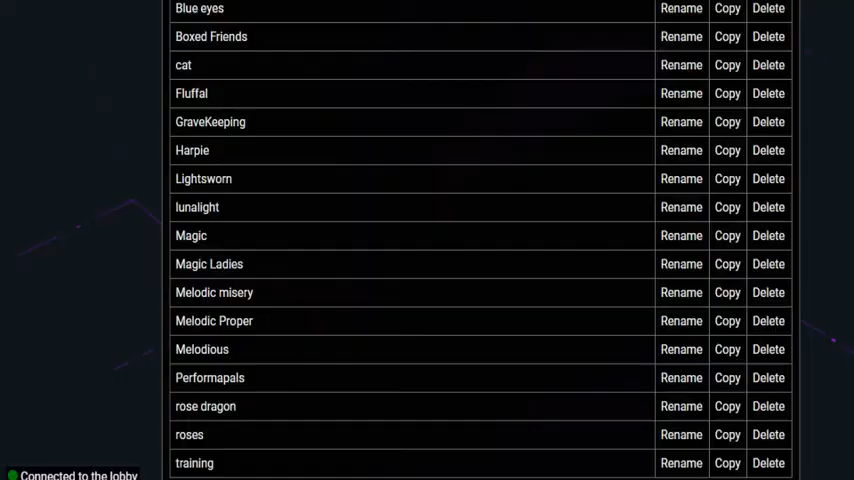 Blue eyes Rename Copy Delete
Boxed Friends Rename Copy Delete
cat Rename Copy Delete
Fluffal Rename Copy Delete
GraveKeeping Rename Copy Delete
Harpie Rename Copy Delete
Lightsworn Rename Copy Delete
lunalight Rename Copy Delete
Magic Rename Copy Delete
Magic Ladies Rename Copy Delete
Melodic misery Rename Copy Delete
Melodic Proper Rename Copy Delete
Melodious Rename Copy Delete
Performapals Rename Copy Delete
rose dragon Rename Copy Delete
roses Rename Copy Delete
training Rename Copy Delete
Connected to the lobby